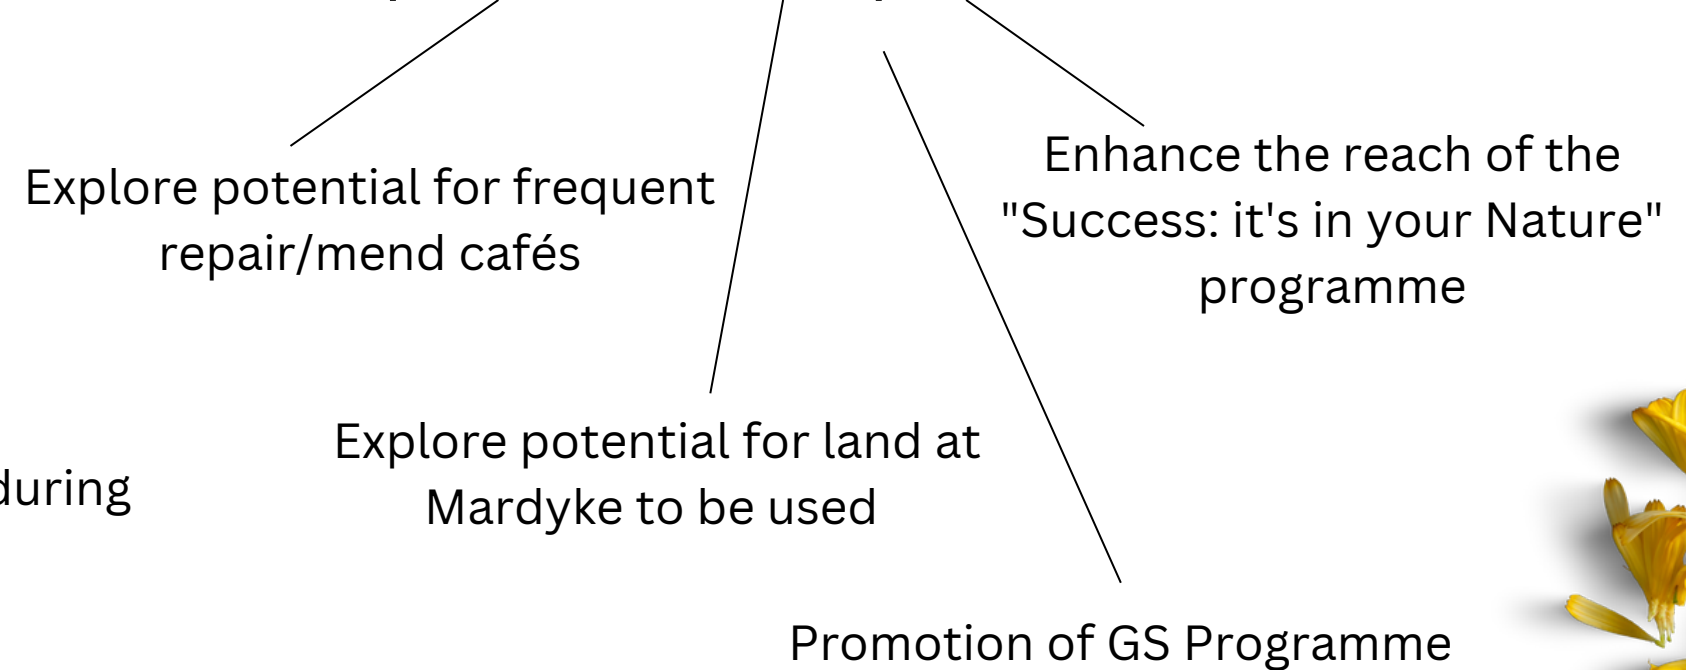 Explore potential for frequent
repair/mend cafés
Enhance the reach of the
"Success: it's in your Nature"
programme
Explore potential for land at
Mardyke to be used
during
Promotion of GS Programme